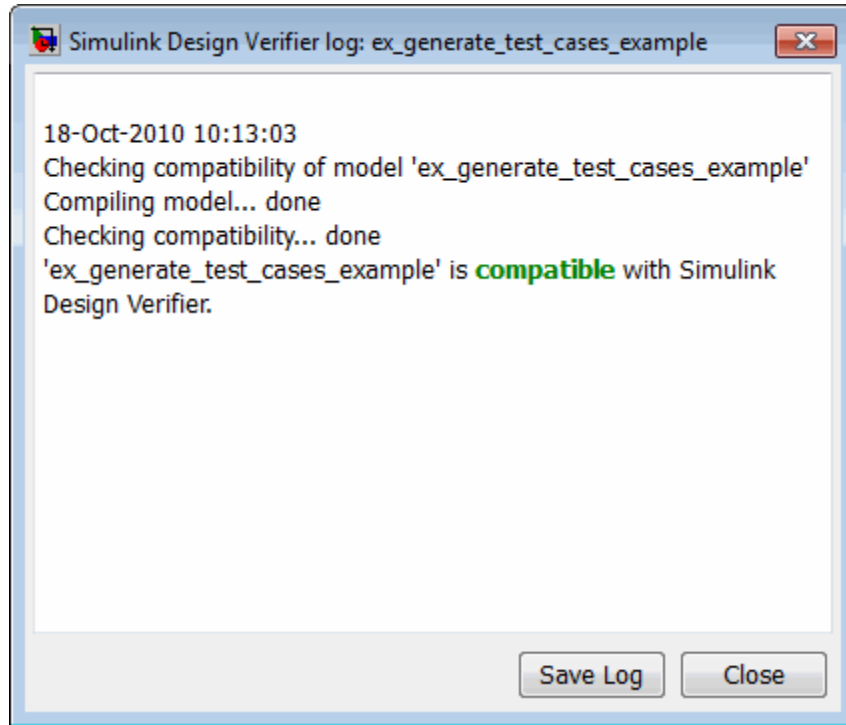 Simulink Design Verifier log: ex_generate_test_cases_example
18-Oct-2010 10:13:03
Checking compatibility of model 'ex_generate_test_cases_example'
Compiling model... done
Checking compatibility... done
'ex_generate_test_cases_example' is compatible with Simulink
Design Verifier.
Save Log
Close